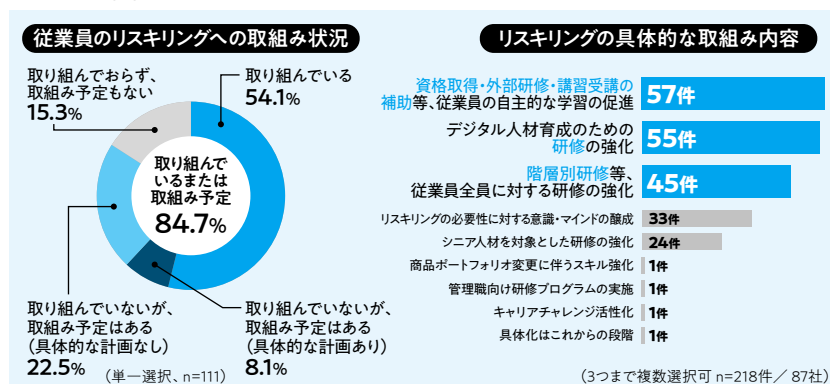 従業員のリスキリングへの取組み状況
取り組んでおらず、
取組み予定もない
15.3%
取り組んでいる
54.1%
取り組んで
いるまたは
取組み予定
84.7%
取り組んでいないが、
取組み予定はある
（具体的な計画なし）
22.5%
取り組んでいないが、
取組み予定はある
（具体的な計画あり）
8.1%
（単一選択、n=111）
リスキリングの具体的な取組み内容
資格取得・外部研修・講習受講の
補助等、従業員の自主的な学習の促進
57件
デジタル人材育成のための
研修の強化
55件
階層別研修等、
従業員全員に対する研修の強化
45件
リスキリングの必要性に対する意識・マインドの醸成
33件
シニア人材を対象とした研修の強化
24件
商品ポートフォリオ変更に伴うスキル強化
1件
管理職向け研修プログラムの実施
1件
キャリアチャレンジ活性化
1件
具体化はこれからの段階
1件
（3つまで複数選択可 n=218件／87社）